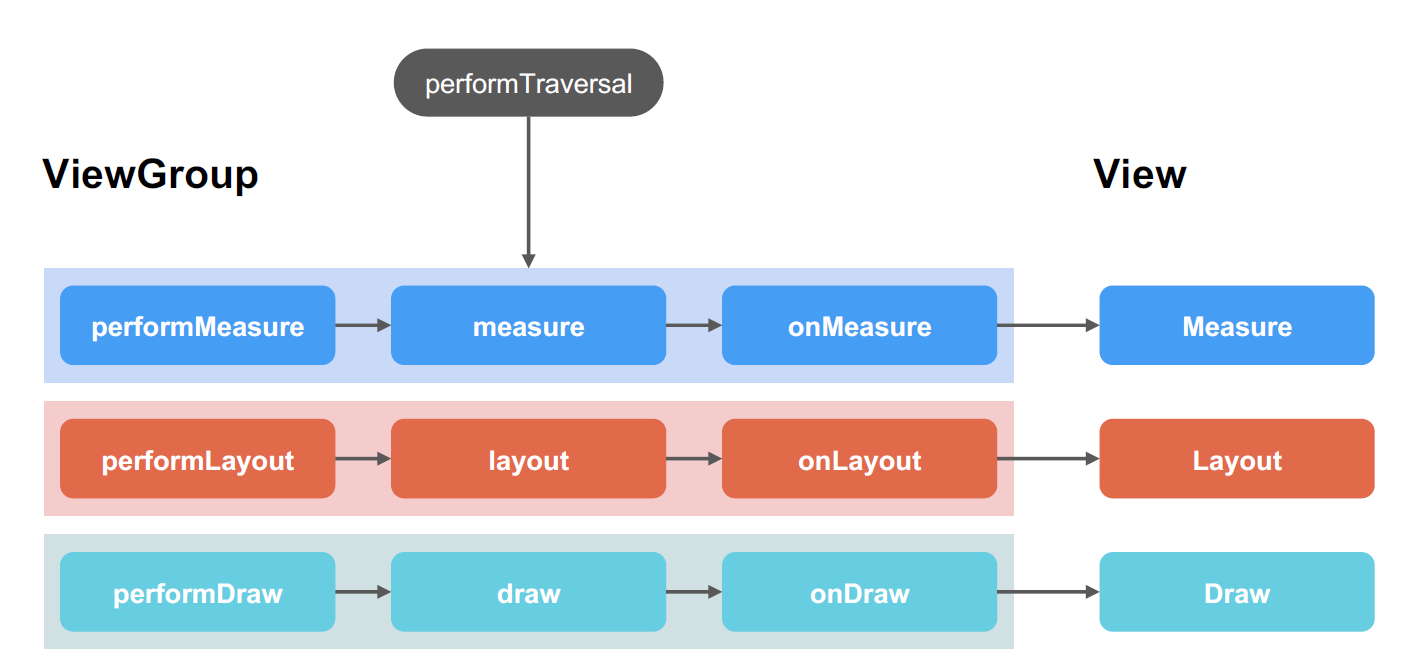 performTraversal
ViewGroup
View
performMeasure
measure
onMeasure
Measure
performLayout
layout
onLayout
Layout
performDraw
draw
onDraw
Draw